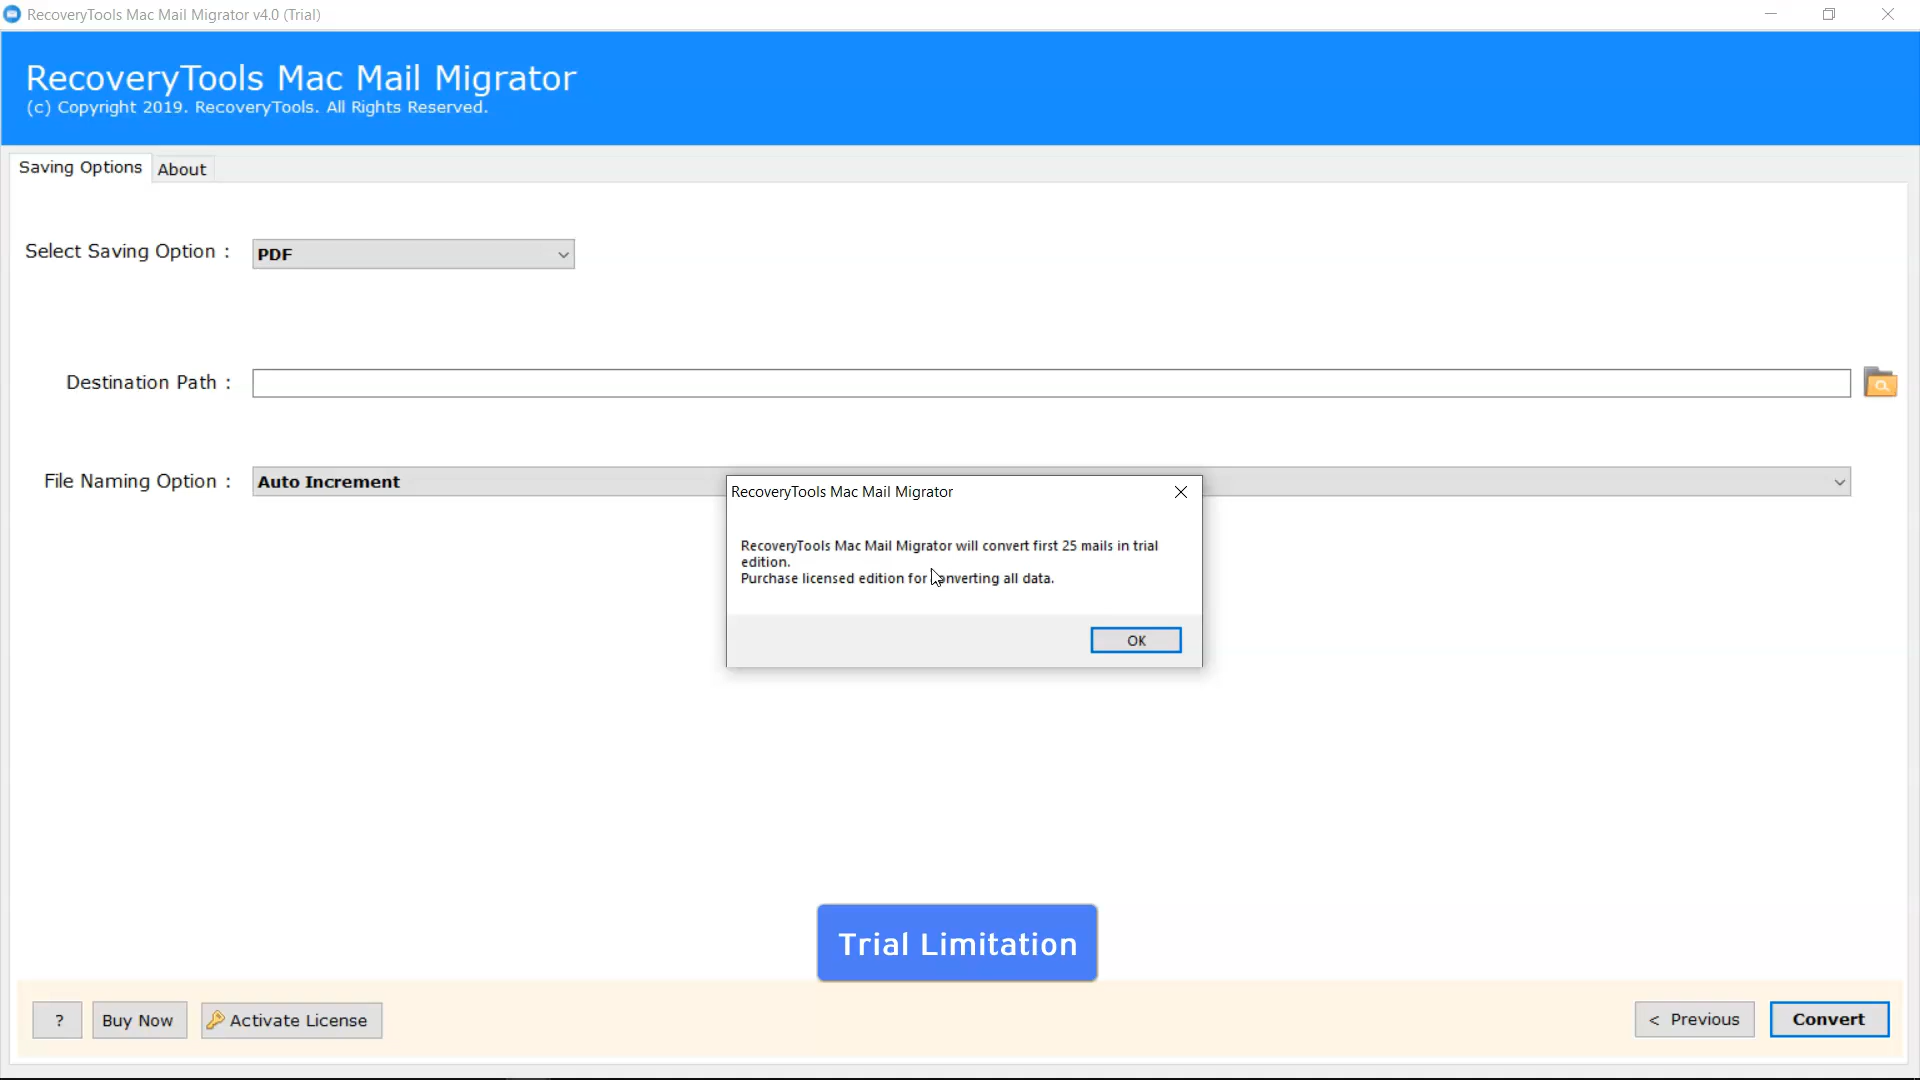 RecoveryTools Mac Mail Migrator v4.0 (Trial)
RecoveryTools Mac Mail Migrator
(c) Copyright 2019. RecoveryTools. All Rights Reserved.
Saving Options
About
Select Saving Option :
PDF
Destination Path :
File Naming Option :
Auto Increment
RecoveryTools Mac Mail Migrator
RecoveryTools Mac Mail Migrator will convert first 25 mails in trial
edition.
Purchase licensed edition for converting all data.
OK
Trial Limitation
?
Buy Now
Activate License
< Previous
Convert